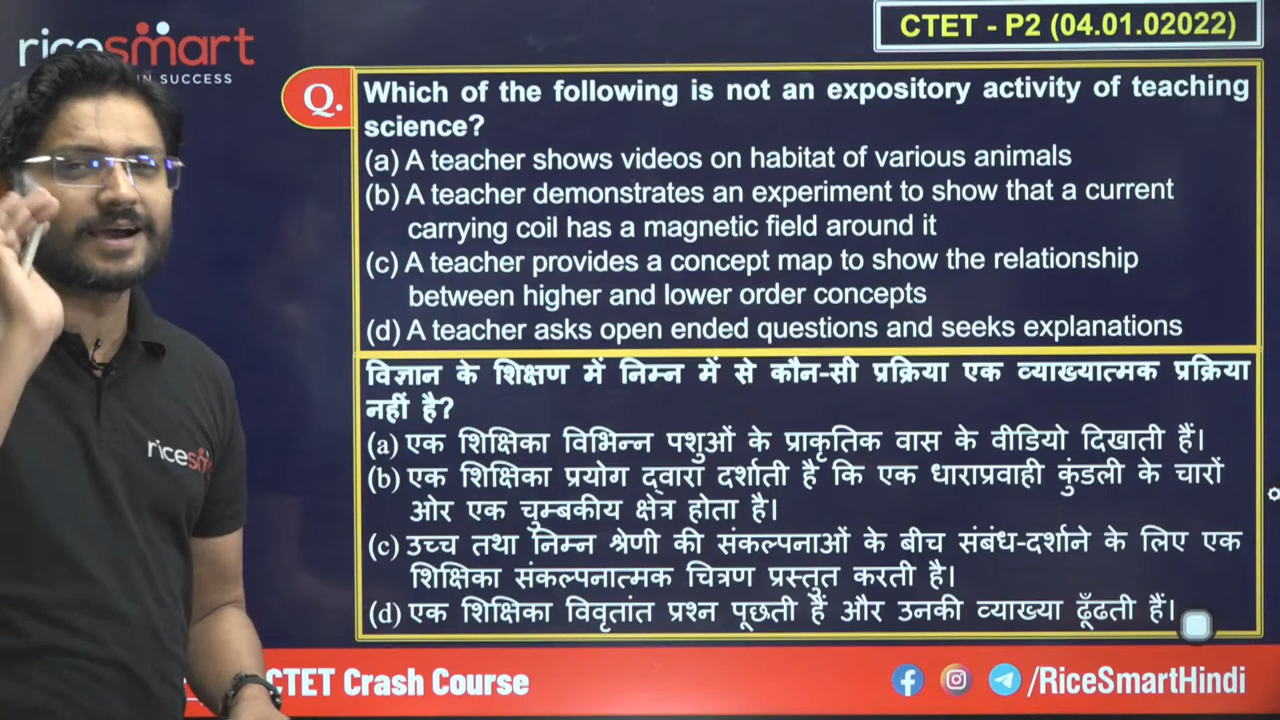 ricesmart
IN SUCCESS
CTET - P2 (04.01.02022)
Q.
Which of the following is not an expository activity of teaching
science?
(a) A teacher shows videos on habitat of various animals
(b) A teacher demonstrates an experiment to show that a current
carrying coil has a magnetic field around it
(c) A teacher provides a concept map to show the relationship
between higher and lower order concepts
(d) A teacher asks open ended questions and seeks explanations
विज्ञान के शिक्षण में निम्न में से कौन-सी प्रक्रिया एक व्याख्यात्मक प्रक्रिया
नहीं है?
(a) एक शिक्षिका विभिन्न पशुओं के प्राकृतिक वास के वीडियो दिखाती हैं।
(b) एक शिक्षिका प्रयोग द्वारा दर्शाती है कि एक धाराप्रवाही कुंडली के चारों
ओर एक चुम्बकीय क्षेत्र होता है।
(c) उच्च तथा निम्न श्रेणी की संकल्पनाओं के बीच संबंध-दर्शाने के लिए एक
शिक्षिका संकल्पनात्मक चित्रण प्रस्तुत करती है।
(d) एक शिक्षिका विवृतांत प्रश्न पूछती हैं और उनकी व्याख्या ढूँढती हैं।
ricesm
CTET Crash Course
/RiceSmartHindi